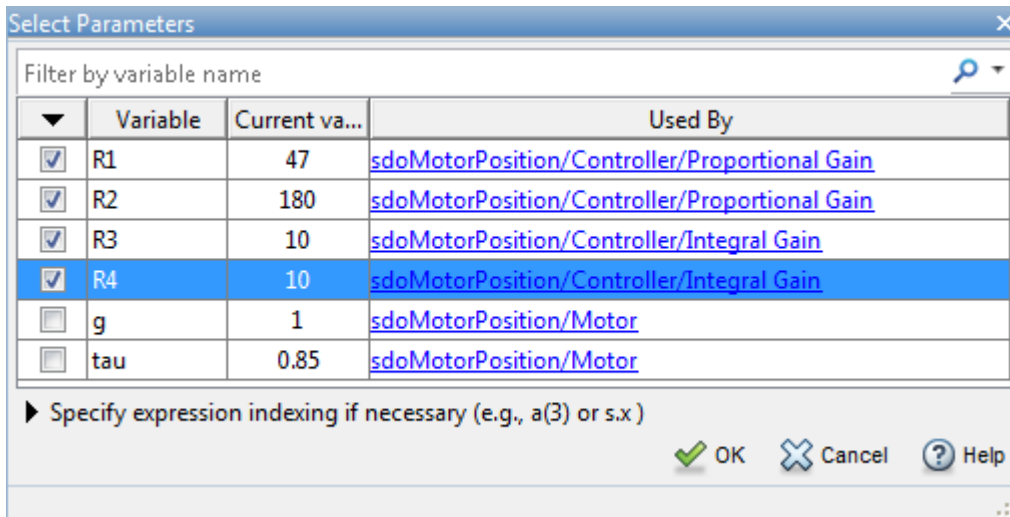 Select Parameters
Filter by variable name
Variable Current va... Used By
R1 47 sdoMotorPosition/Controller/Proportional Gain
R2 180 sdoMotorPosition/Controller/Proportional Gain
R3 10 sdoMotorPosition/Controller/Integral Gain
R4 10 sdoMotorPosition/Controller/Integral Gain
g 1 sdoMotorPosition/Motor
tau 0.85 sdoMotorPosition/Motor
Specify expression indexing if necessary (e.g., a(3) or s.x )
OK Cancel Help